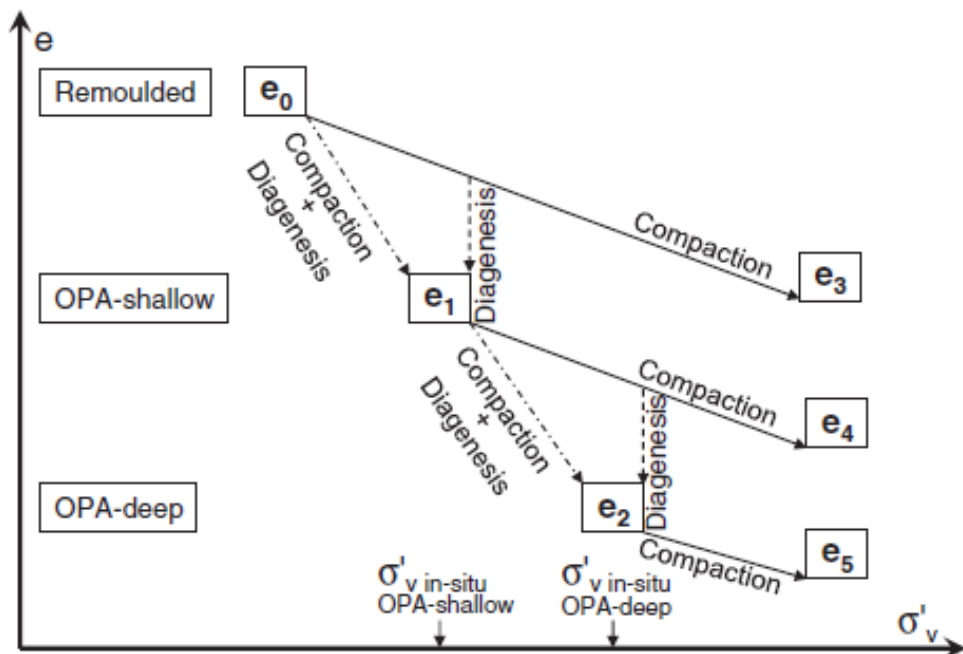 e
Remoulded
e0
Compaction
+
Diagenesis
Diagenesis
Compaction
e3
OPA-shallow
e1
Compaction
+
Diagenesis
Compaction
e4
Diagenesis
OPA-deep
e2
Compaction
e5
σ'v in-situ
OPA-shallow
σ'v in-situ
OPA-deep
σ'v